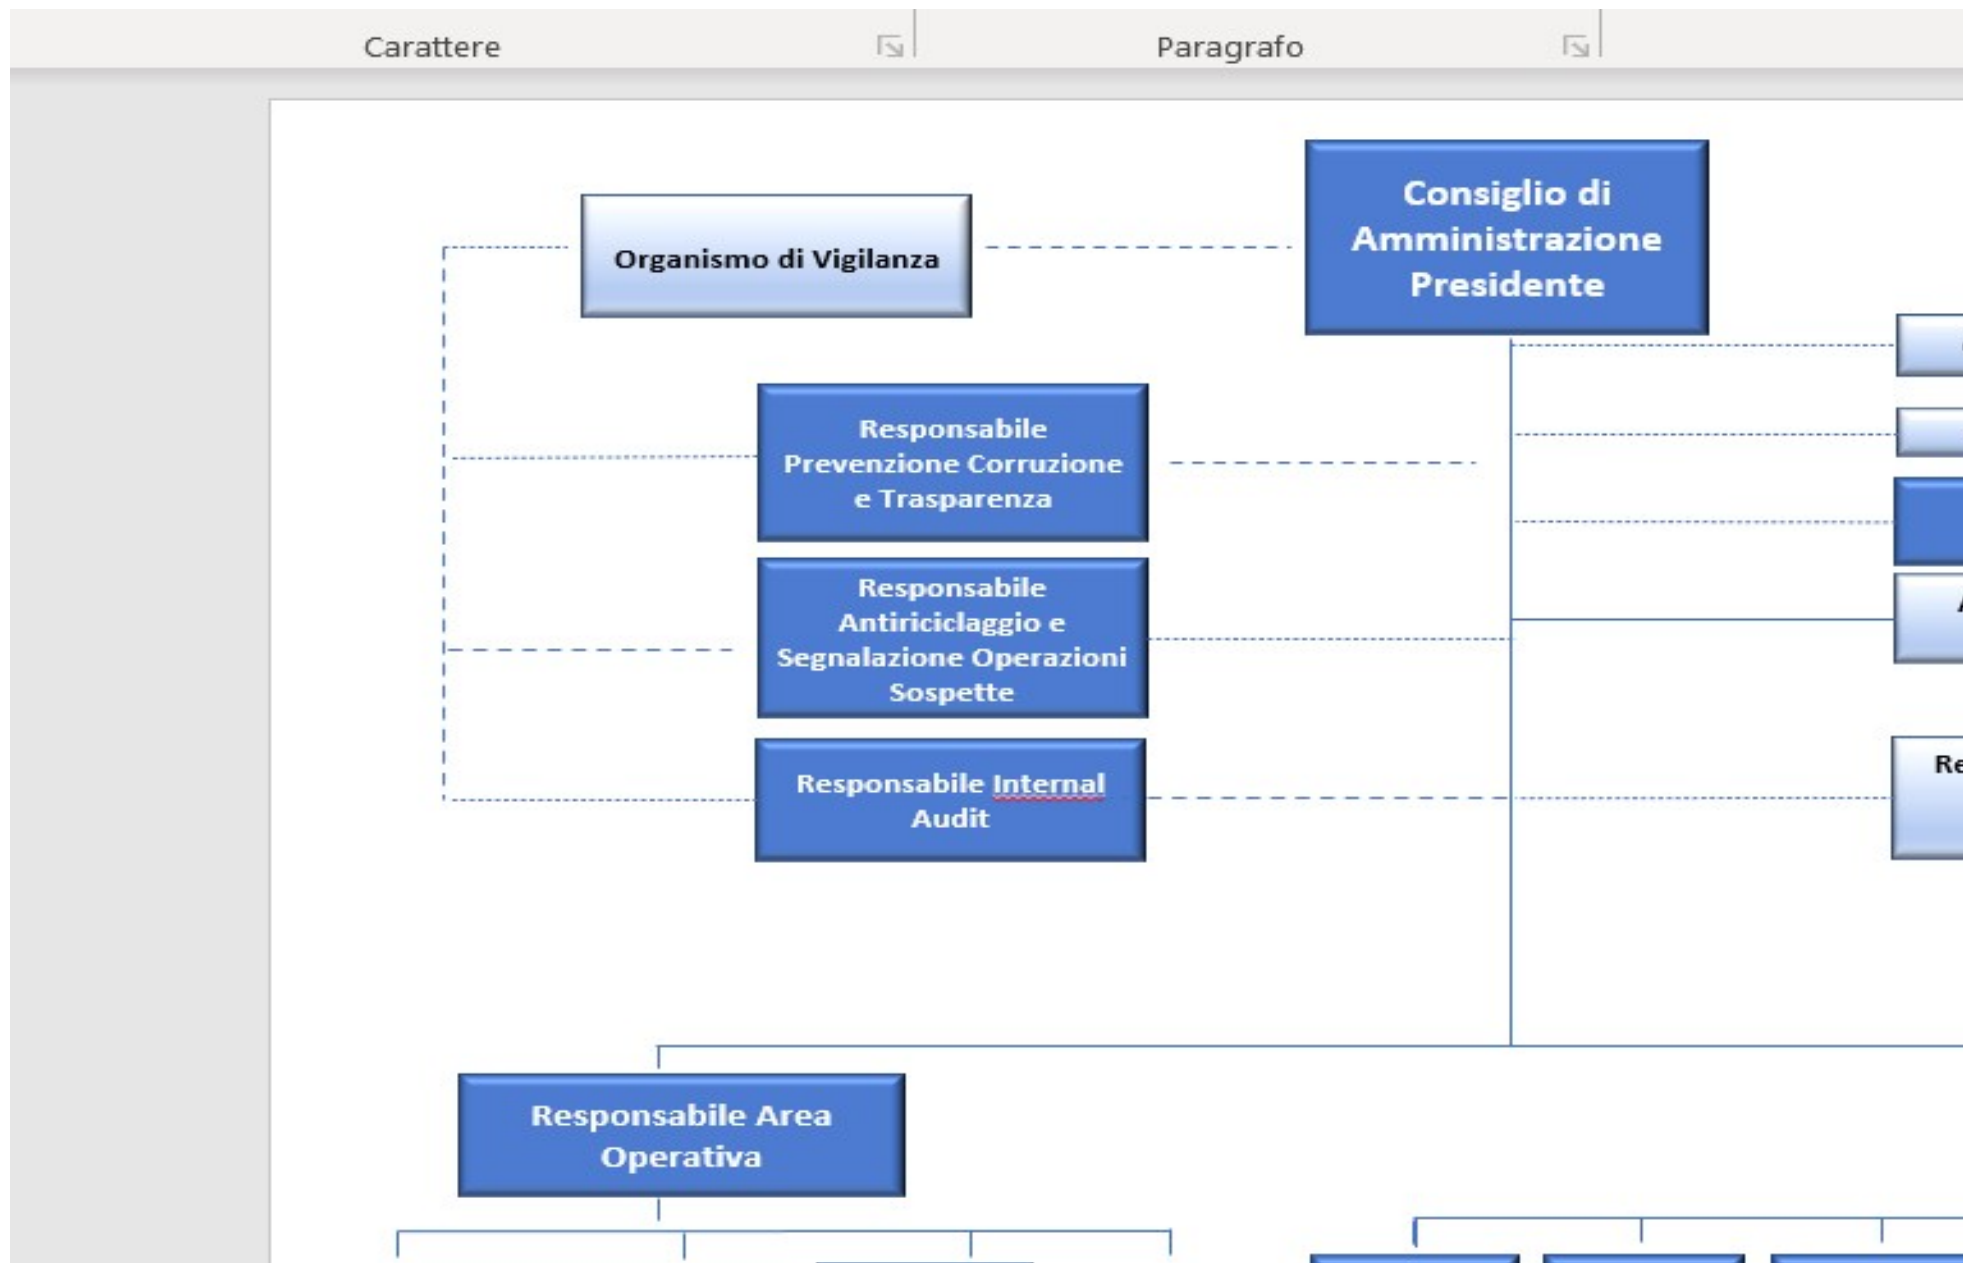 Carattere
Paragrafo
Consiglio di
Amministrazione
Presidente
Organismo di Vigilanza
Responsabile
Prevenzione Corruzione
e Trasparenza
Responsabile
Antiriciclaggio e
Segnalazione Operazioni
Sospette
Re
Responsabile Internal
Audit
Responsabile Area
Operativa